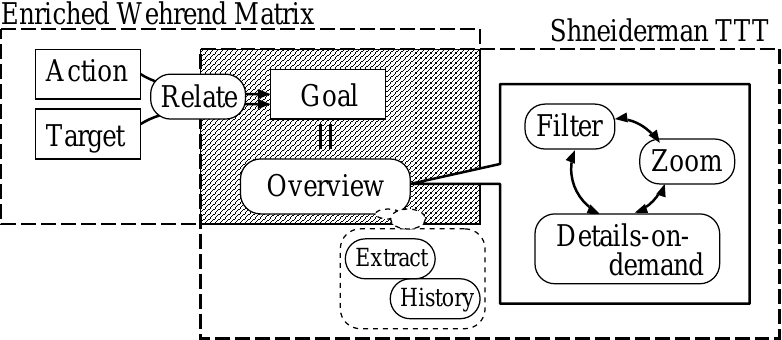 Enriched Wehrend Matrix
Shneiderman TTT
Action
Target
Relate
Goal
Overview
Filter
Zoom
Details-on-
demand
Extract
History